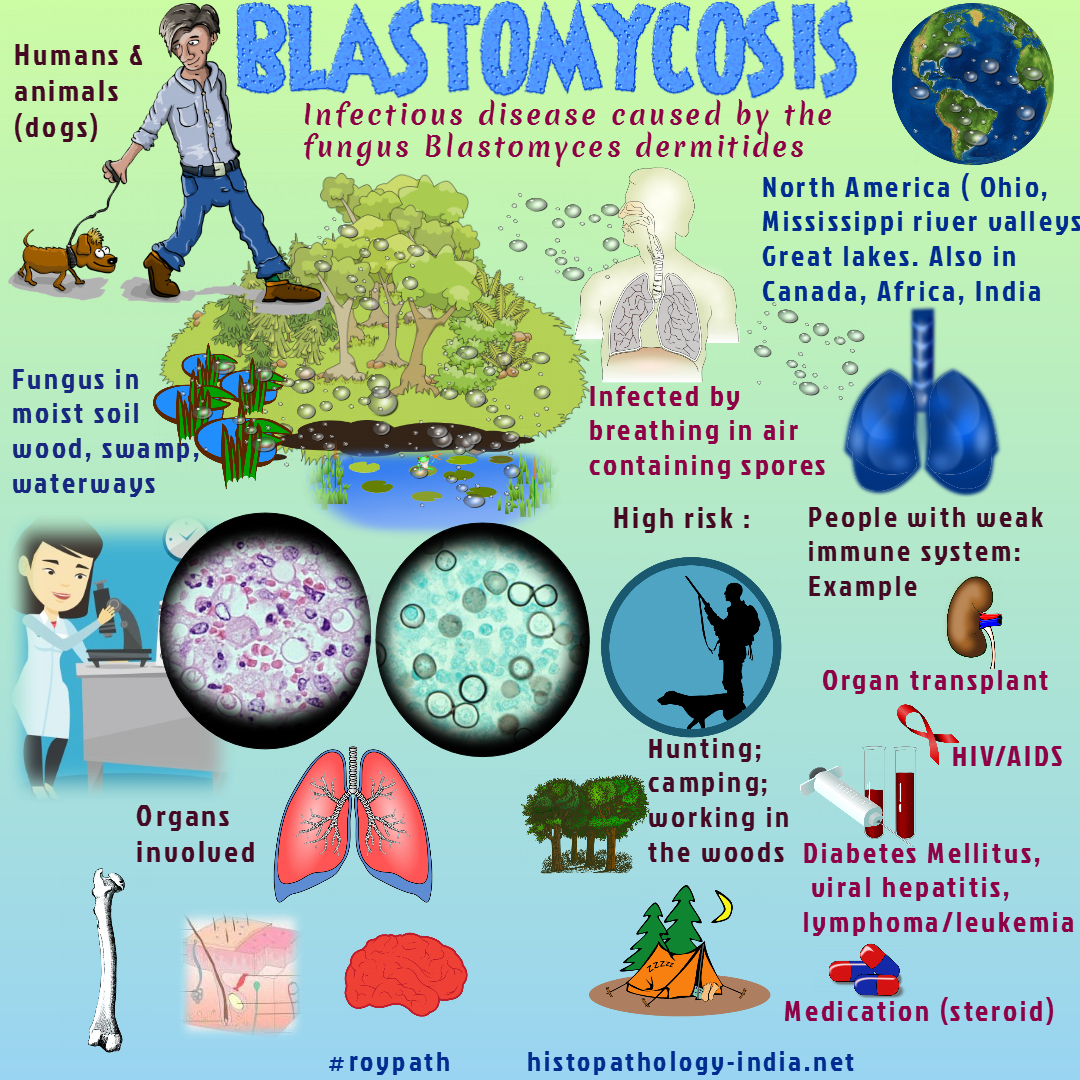 BLASTOMYCOSIS
Infectious disease caused by the
fungus Blastomyces dermitides
Humans &
animals
(dogs)
North America ( Ohio,
Mississippi river valleys
Great lakes. Also in
Canada, Africa, India
Fungus in
moist soil
wood, swamp,
waterways
Infected by
breathing in air
containing spores
High risk :
People with weak
immune system:
Example
Organ transplant
HIV/AIDS
Hunting;
camping;
working in
the woods
Diabetes Mellitus,
viral hepatitis,
lymphoma/leukemia
Medication (steroid)
Organs
involved
zzzzz
#roypath
histopathology-india.net